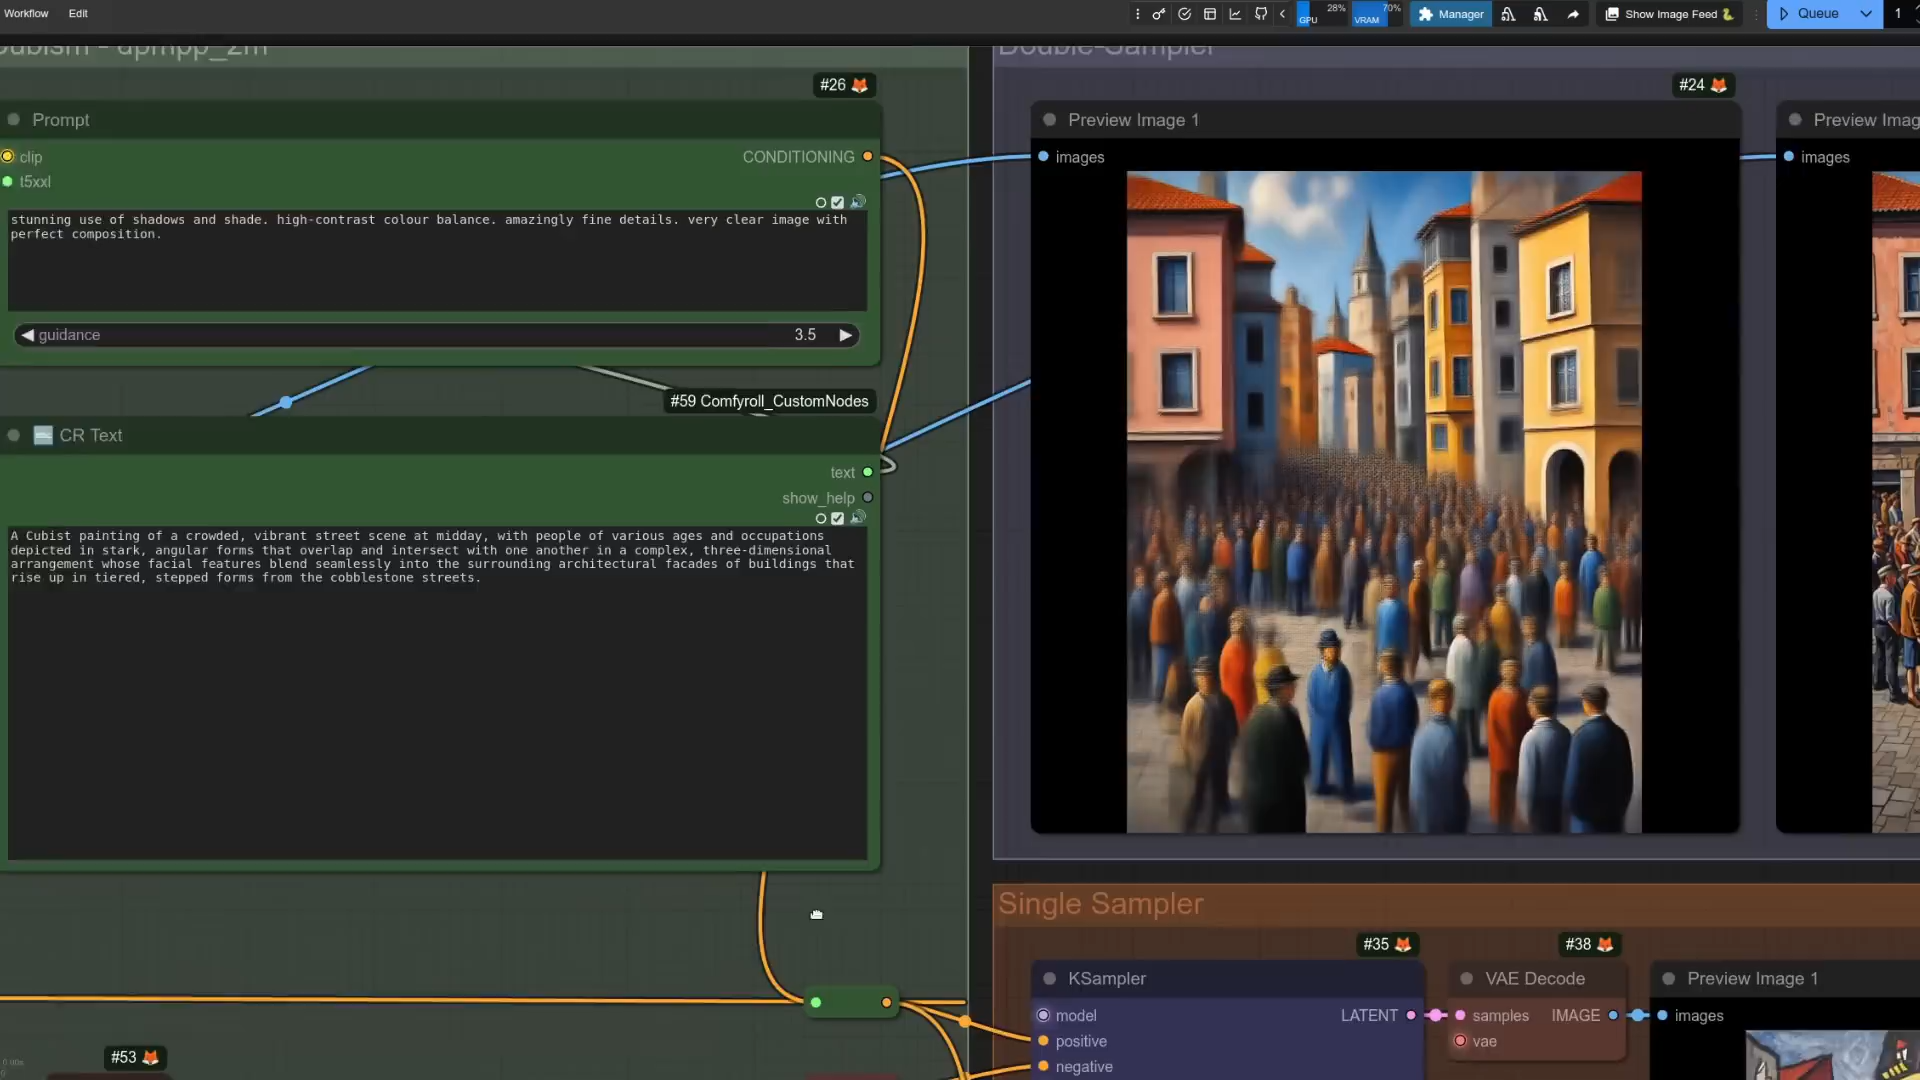 Workflow
Edit
GPU
28%
VRAM
70%
Manager
Show Image Feed
Queue
1
Cubism - dpmpp_2m
Double-Sampler
#26
#24
Prompt
clip
CONDITIONING
t5xxl
stunning use of shadows and shade. high-contrast colour balance. amazingly fine details. very clear image with
perfect composition.
guidance
3.5
#59 Comfyroll_CustomNodes
CR Text
text
show_help
A Cubist painting of a crowded, vibrant street scene at midday, with people of various ages and occupations
depicted in stark, angular forms that overlap and intersect with one another in a complex, three-dimensional
arrangement whose facial features blend seamlessly into the surrounding architectural facades of buildings that
rise up in tiered, stepped forms from the cobblestone streets.
#53
Preview Image 1
images
Preview Imag
images
Single Sampler
#35
#38
KSampler
model
LATENT
positive
negative
VAE Decode
samples
IMAGE
vae
Preview Image 1
images